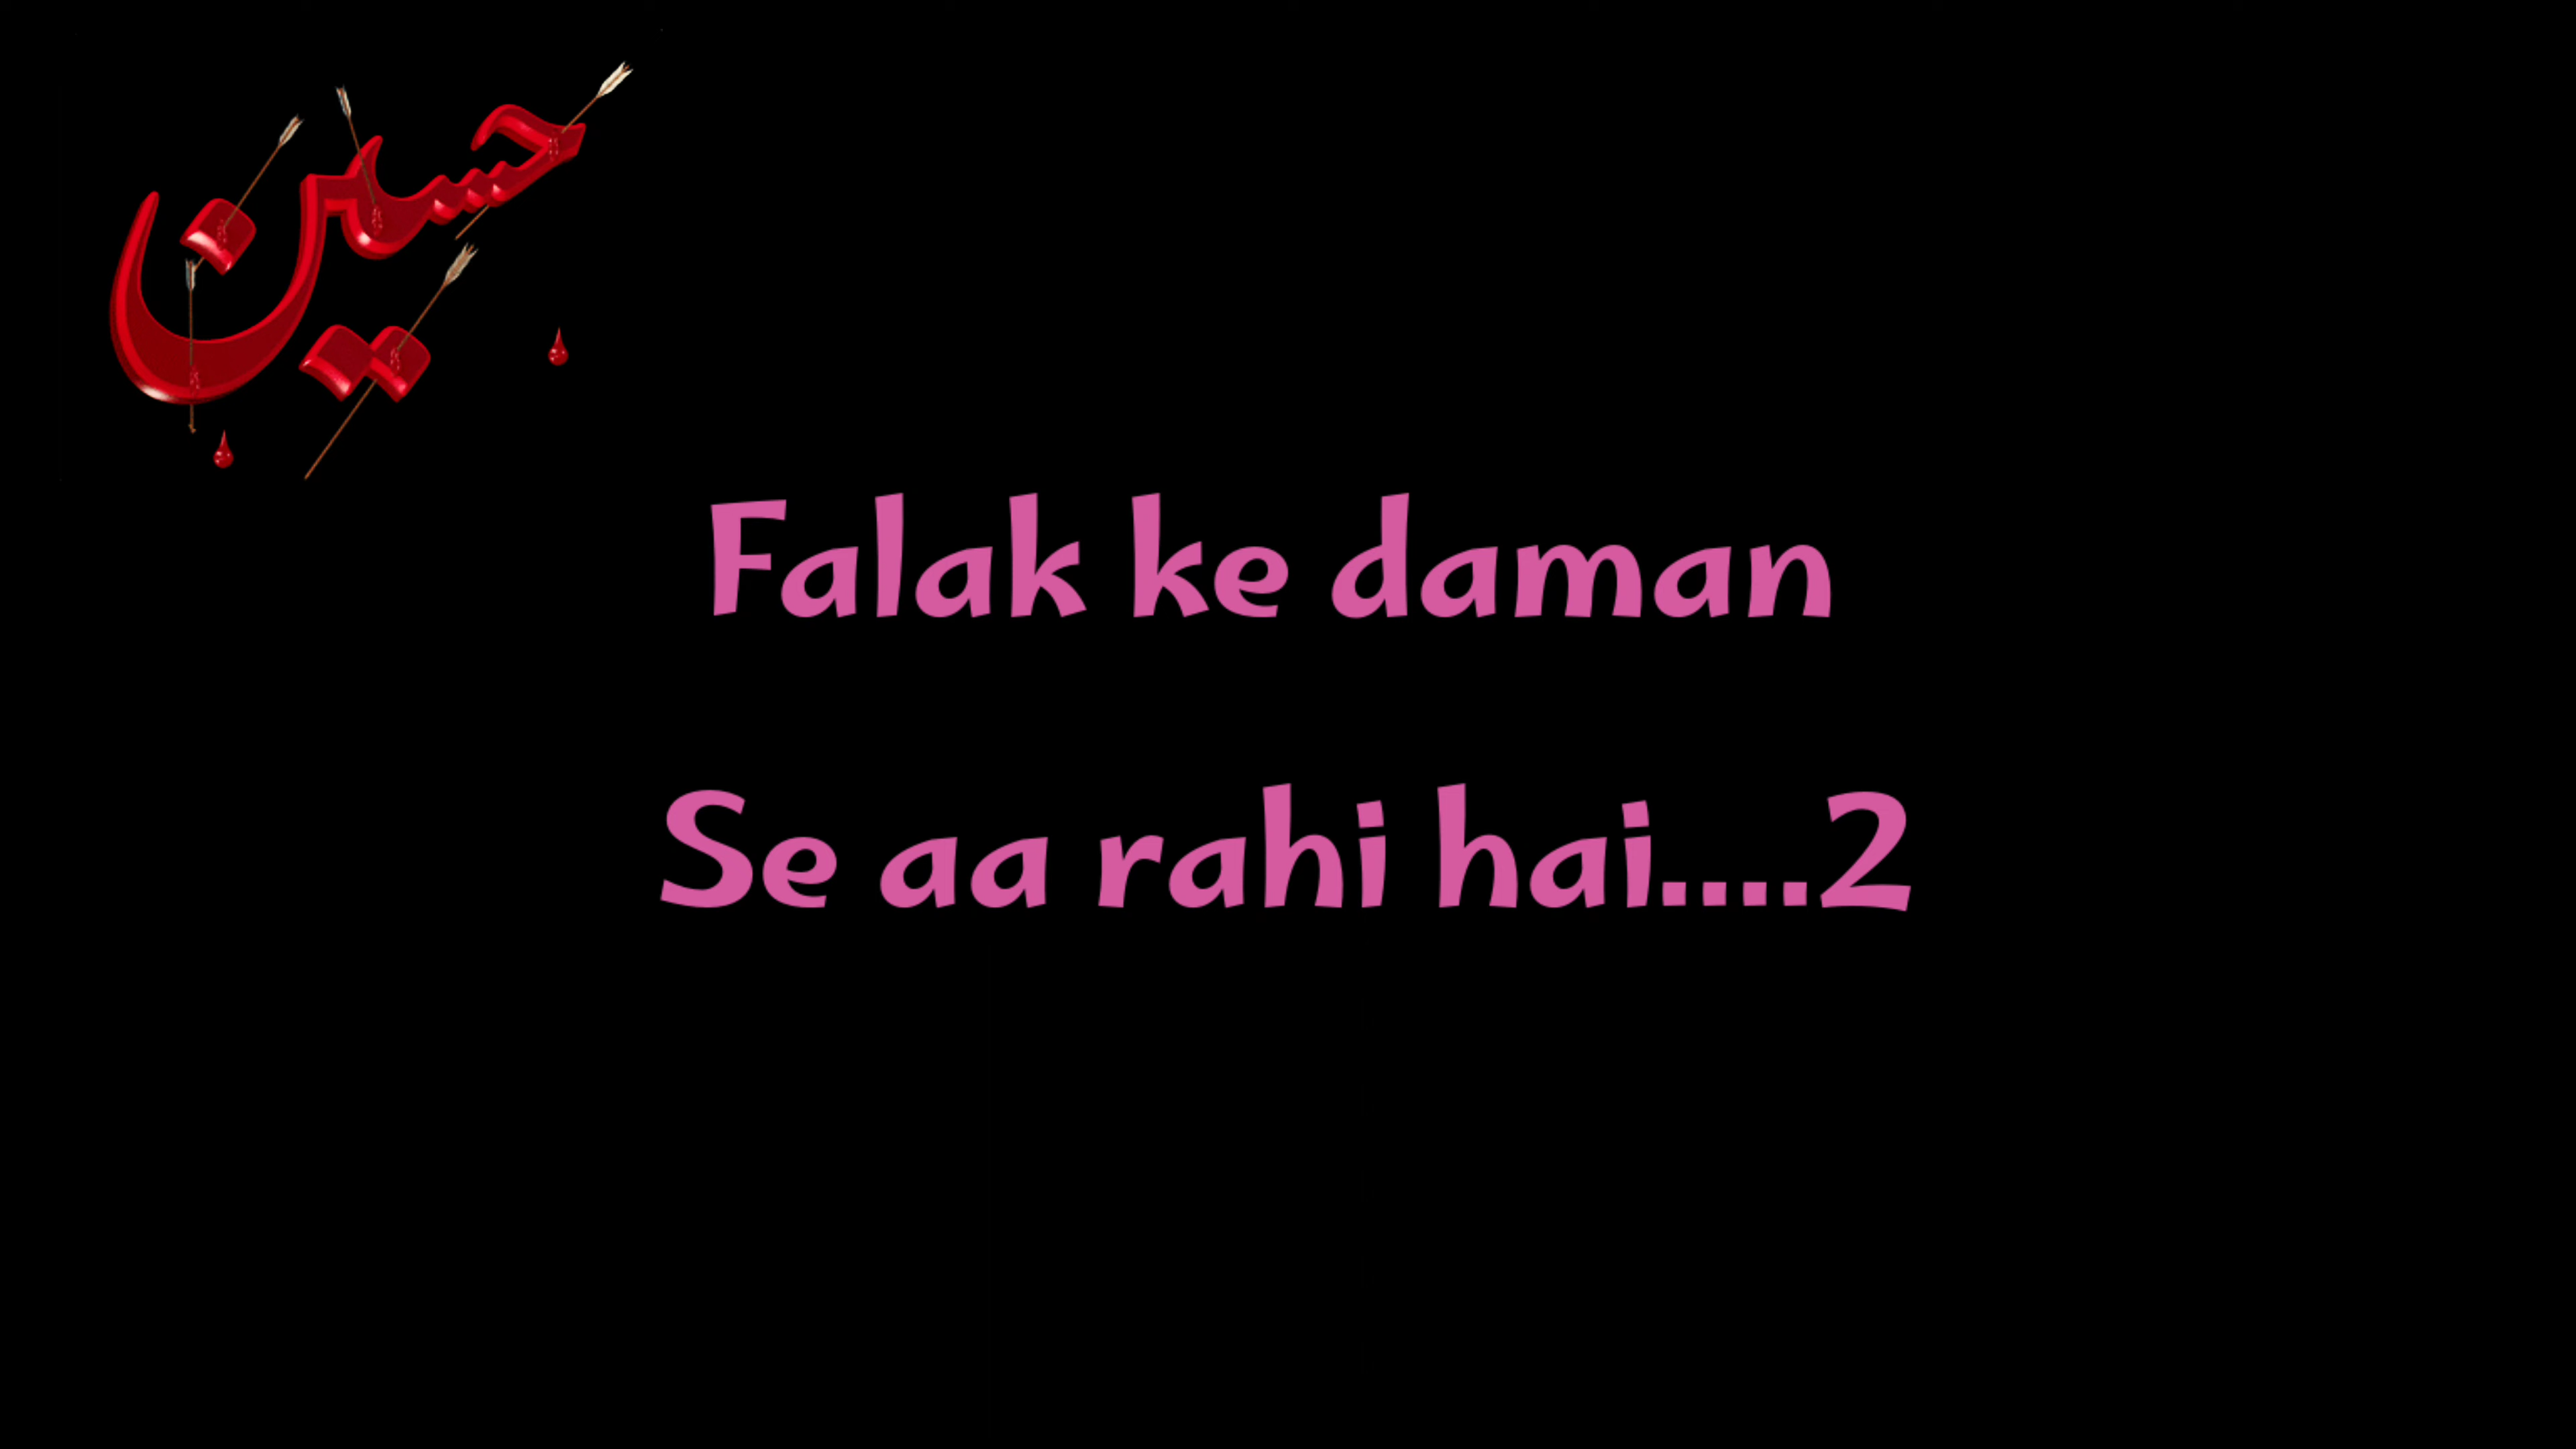 حسین
Falak ke daman
Se aa rahi hai....2